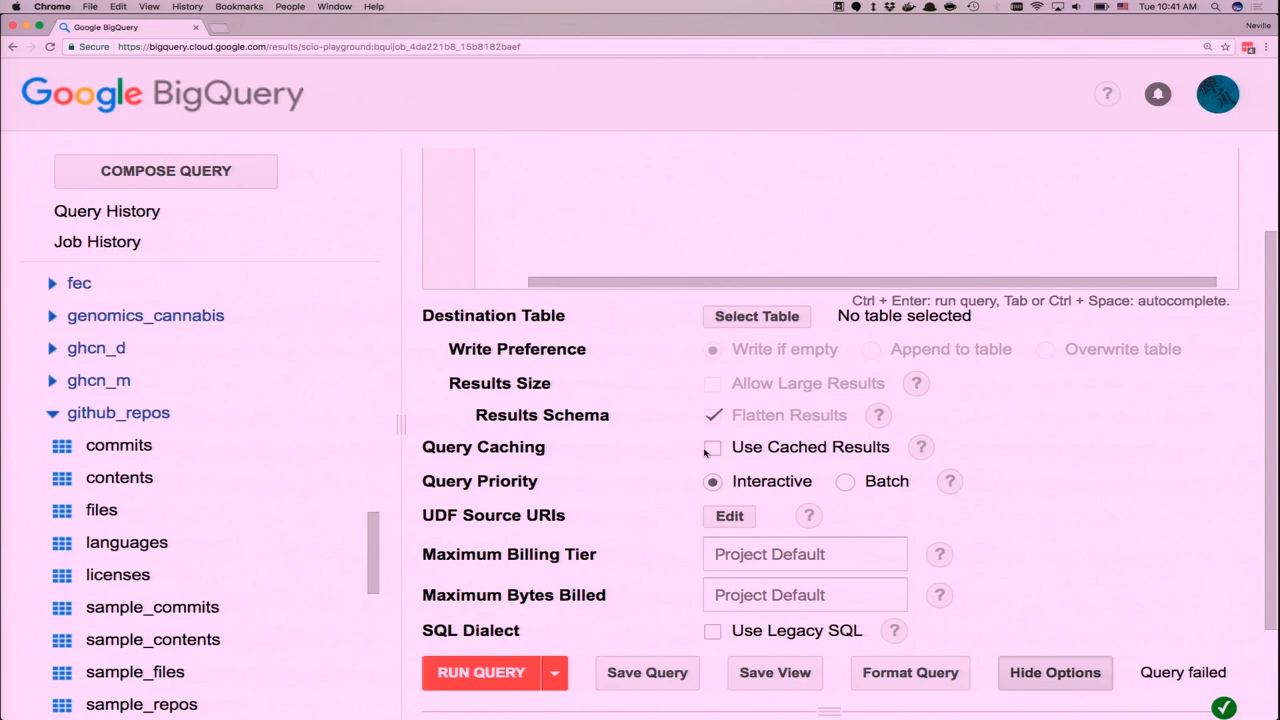 Chrome File Edit View History Bookmarks People Window Help Tue 10:41 AM
Google BigQuery Neville
Secure https://bigquery.cloud.google.com/results/scio-playground:bquijob_4da221b8_15b8182baef
Google BigQuery ?
COMPOSE QUERY
Query History
Job History
fec
genomics_cannabis
ghcn_d
ghcn_m
github_repos
commits
contents
files
languages
licenses
sample_commits
sample_contents
sample_files
sample_repos
Ctrl + Enter: run query, Tab or Ctrl + Space: autocomplete.
Destination Table Select Table No table selected
Write Preference Write if empty Append to table Overwrite table
Results Size Allow Large Results ?
Results Schema Flatten Results ?
Query Caching Use Cached Results ?
Query Priority Interactive Batch ?
UDF Source URIs Edit ?
Maximum Billing Tier Project Default ?
Maximum Bytes Billed Project Default ?
SQL Dialect Use Legacy SQL ?
RUN QUERY Save Query Save View Format Query Hide Options Query failed